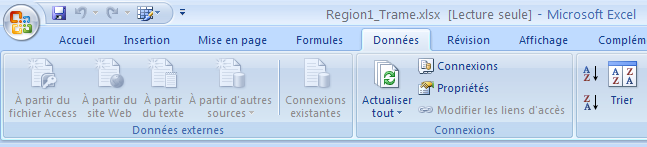 Region1_Trame.xlsx [Lecture seule] - Microsoft Excel
Accueil Insertion Mise en page Formules Données Révision Affichage Complém
À partir du fichier Access
À partir du site Web
À partir du texte
À partir d'autres sources
Connexions existantes
Données externes
Actualiser tout
Connexions
Propriétés
Modifier les liens d'accès
Connexions
A Z
Z A
A Z Z A
Trier